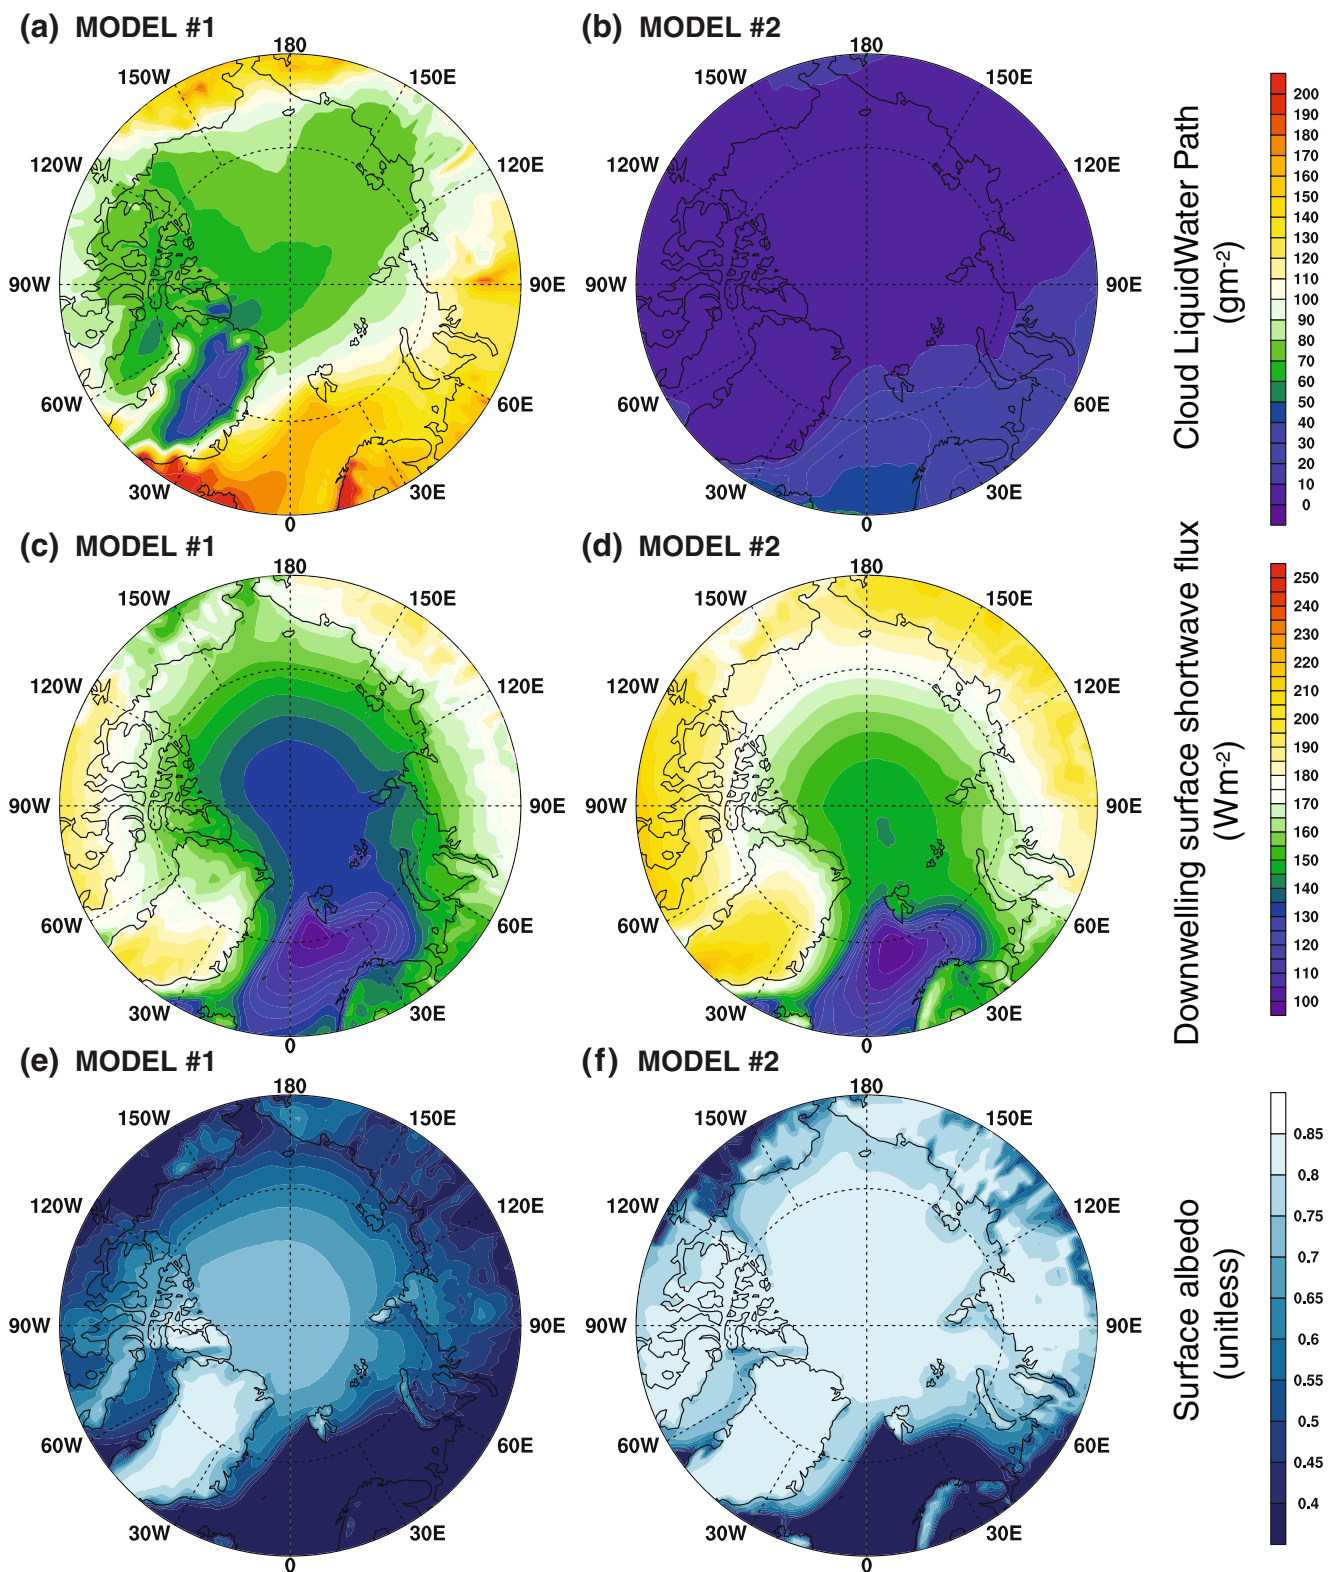 (a) MODEL #1
(b) MODEL #2
180
150W
150E
120W
120E
90W
90E
60W
60E
30W
30E
0
180
150W
150E
120W
120E
90W
90E
60W
60E
30W
30E
0
Cloud LiquidWater Path
(gm-2)
200
190
180
170
160
150
140
130
120
110
100
90
80
70
60
50
40
30
20
10
0
(c) MODEL #1
(d) MODEL #2
180
150W
150E
120W
120E
90W
90E
60W
60E
30W
30E
0
180
150W
150E
120W
120E
90W
90E
60W
60E
30W
30E
0
Downwelling surface shortwave flux
(Wm-2)
250
240
230
220
210
200
190
180
170
160
150
140
130
120
110
100
(e) MODEL #1
(f) MODEL #2
180
150W
150E
120W
120E
90W
90E
60W
60E
30W
30E
0
180
150W
150E
120W
120E
90W
90E
60W
60E
30W
30E
0
Surface albedo
(unitless)
0.85
0.8
0.75
0.7
0.65
0.6
0.55
0.5
0.45
0.4